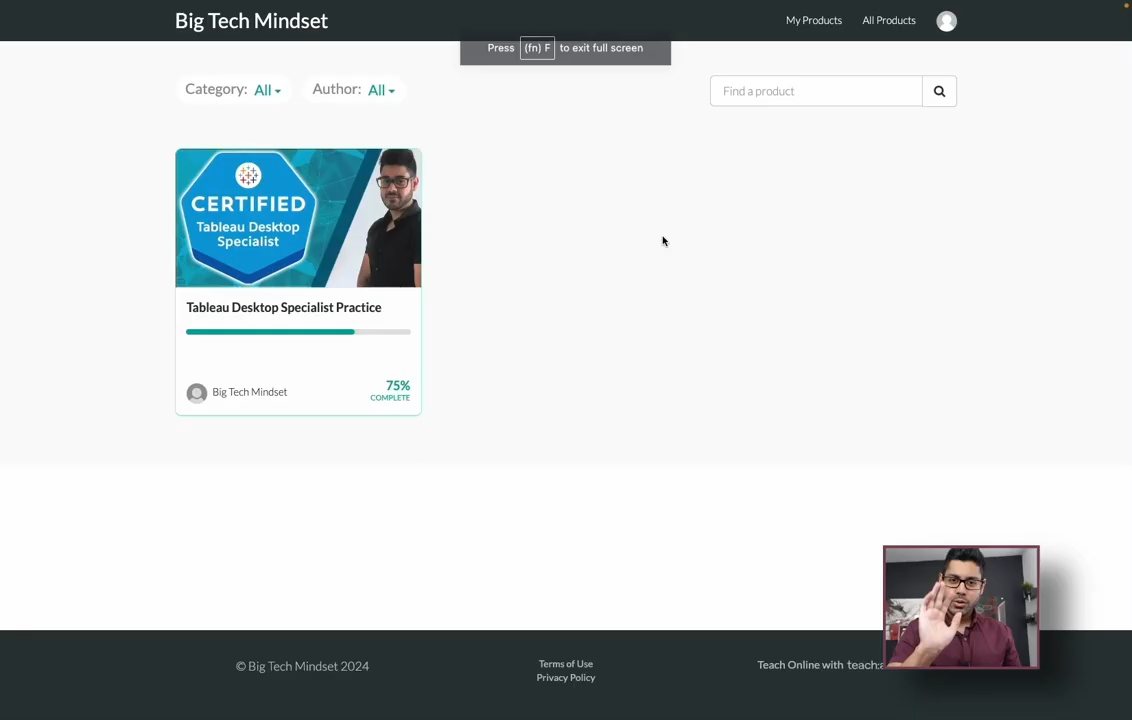 Big Tech Mindset
My Products
All Products
Press (fn) F to exit full screen
Category: All
Author: All
Find a product
CERTIFIED
Tableau Desktop
Specialist
Tableau Desktop Specialist Practice
Big Tech Mindset
75%
COMPLETE
© Big Tech Mindset 2024
Terms of Use
Privacy Policy
Teach Online with